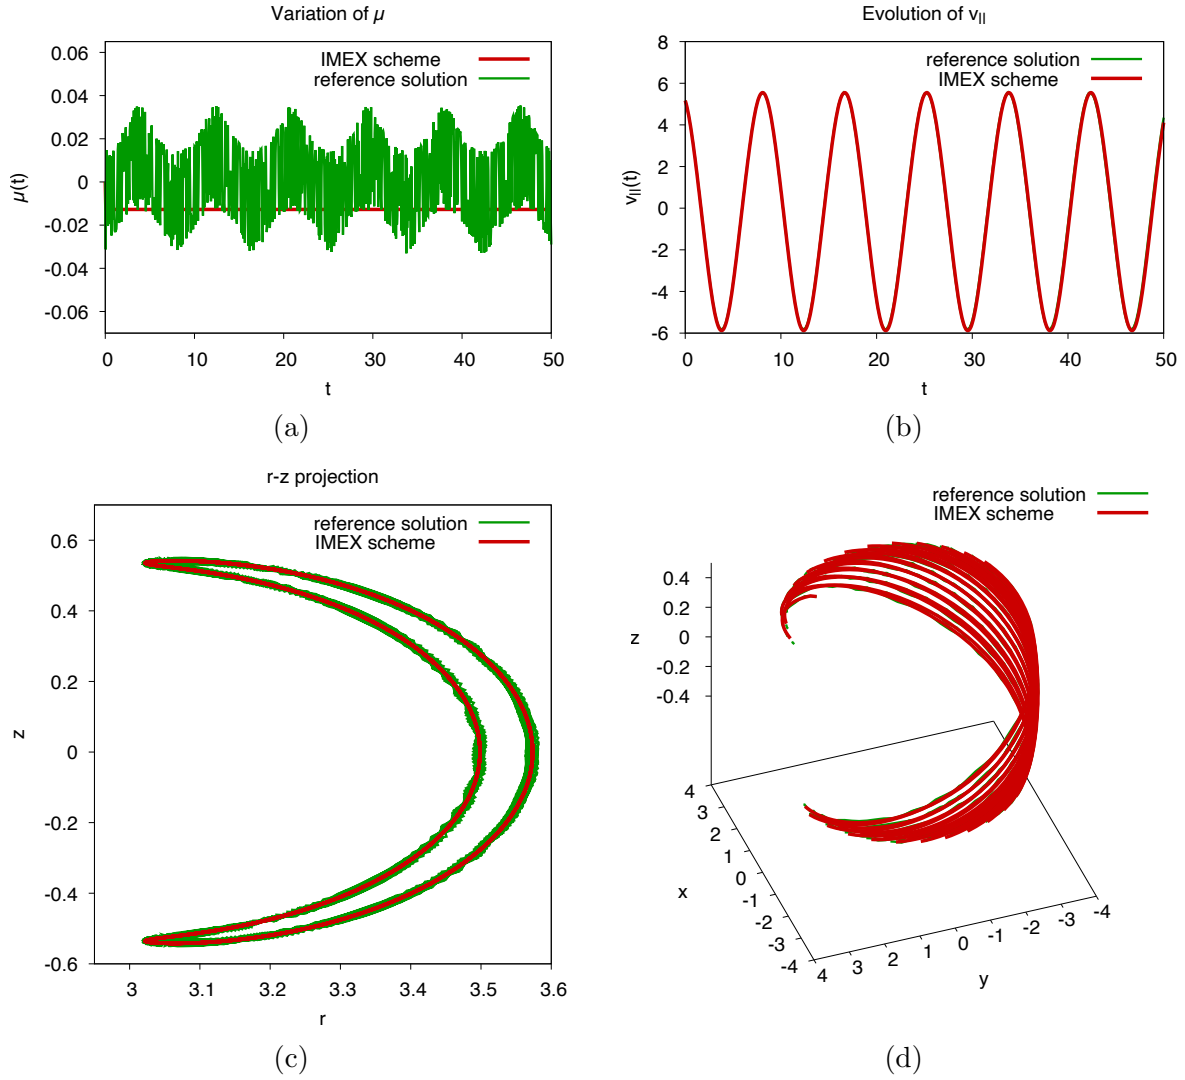 Variation of μ
IMEX scheme
reference solution
0.06
0.04
0.02
0
-0.02
-0.04
-0.06
μ(t)
0 10 20 30 40 50
t
(a)
Evolution of v||
reference solution
IMEX scheme
8
6
4
2
0
-2
-4
-6
v||(t)
0 10 20 30 40 50
t
(b)
r-z projection
reference solution
IMEX scheme
0.6
0.4
0.2
0
-0.2
-0.4
-0.6
z
3 3.1 3.2 3.3 3.4 3.5 3.6
r
(c)
reference solution
IMEX scheme
0.4
0.2
0
-0.2
-0.4
z
4
3
2
1
0
-1
-2
-3
-4
x
4 3 2 1 0 -1 -2 -3 -4
y
(d)